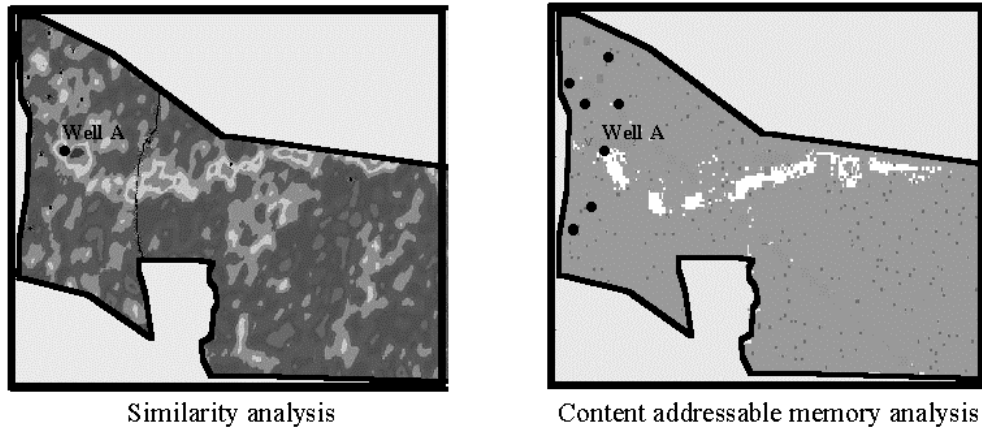 Well A
Well A
Similarity analysis
Content addressable memory analysis